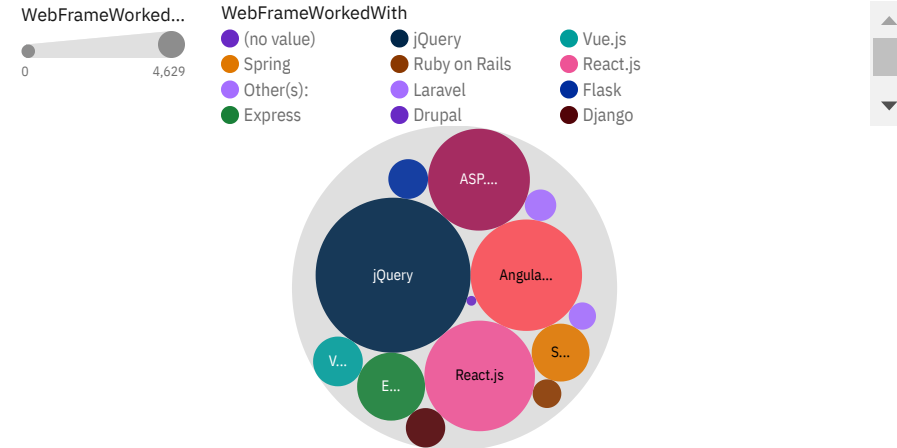 WebFrameWorked...
0 4,629
WebFrameWorkedWith
(no value) jQuery Vue.js
Spring Ruby on Rails React.js
Other(s): Laravel Flask
Express Drupal Django
ASP....
jQuery
Angula...
V...
E...
React.js
S...